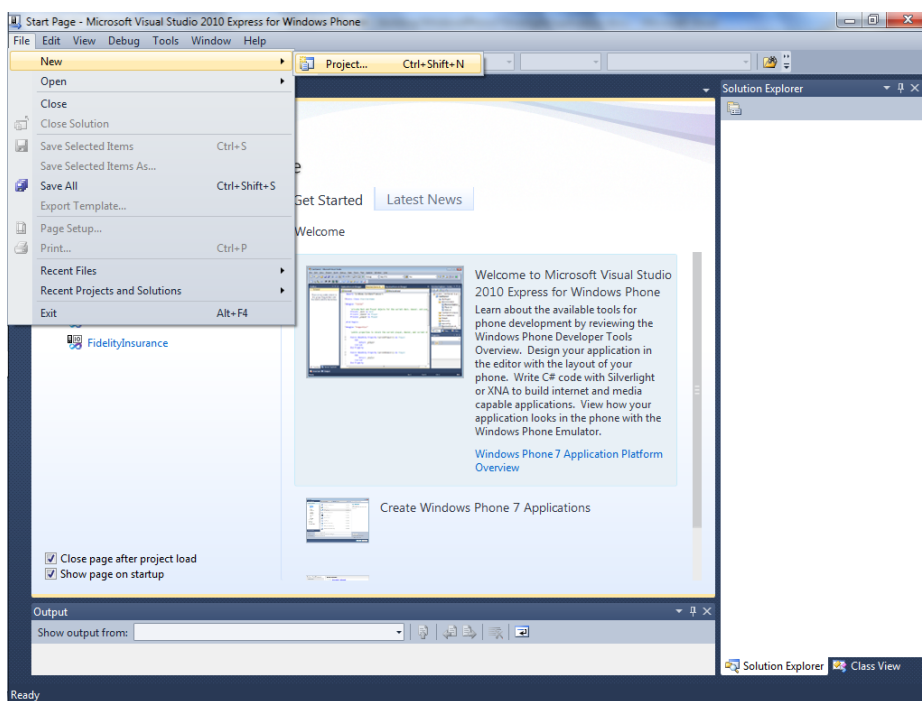 Start Page - Microsoft Visual Studio 2010 Express for Windows Phone
File Edit View Debug Tools Window Help
New
Project... Ctrl+Shift+N
Open
Close
Close Solution
Save Selected Items Ctrl+S
Save Selected Items As...
Save All Ctrl+Shift+S
Export Template...
Page Setup...
Print... Ctrl+P
Recent Files
Recent Projects and Solutions
Exit Alt+F4
FidelityInsurance
Close page after project load
Show page on startup
e
Get Started Latest News
Welcome
Welcome to Microsoft Visual Studio
2010 Express for Windows Phone
Learn about the available tools for
phone development by reviewing the
Windows Phone Developer Tools
Overview. Design your application in
the editor with the layout of your
phone. Write C# code with Silverlight
or XNA to build internet and media
capable applications. View how your
application looks in the phone with the
Windows Phone Emulator.
Windows Phone 7 Application Platform
Overview
Create Windows Phone 7 Applications
Solution Explorer
Output
Show output from:
Solution Explorer Class View
Ready